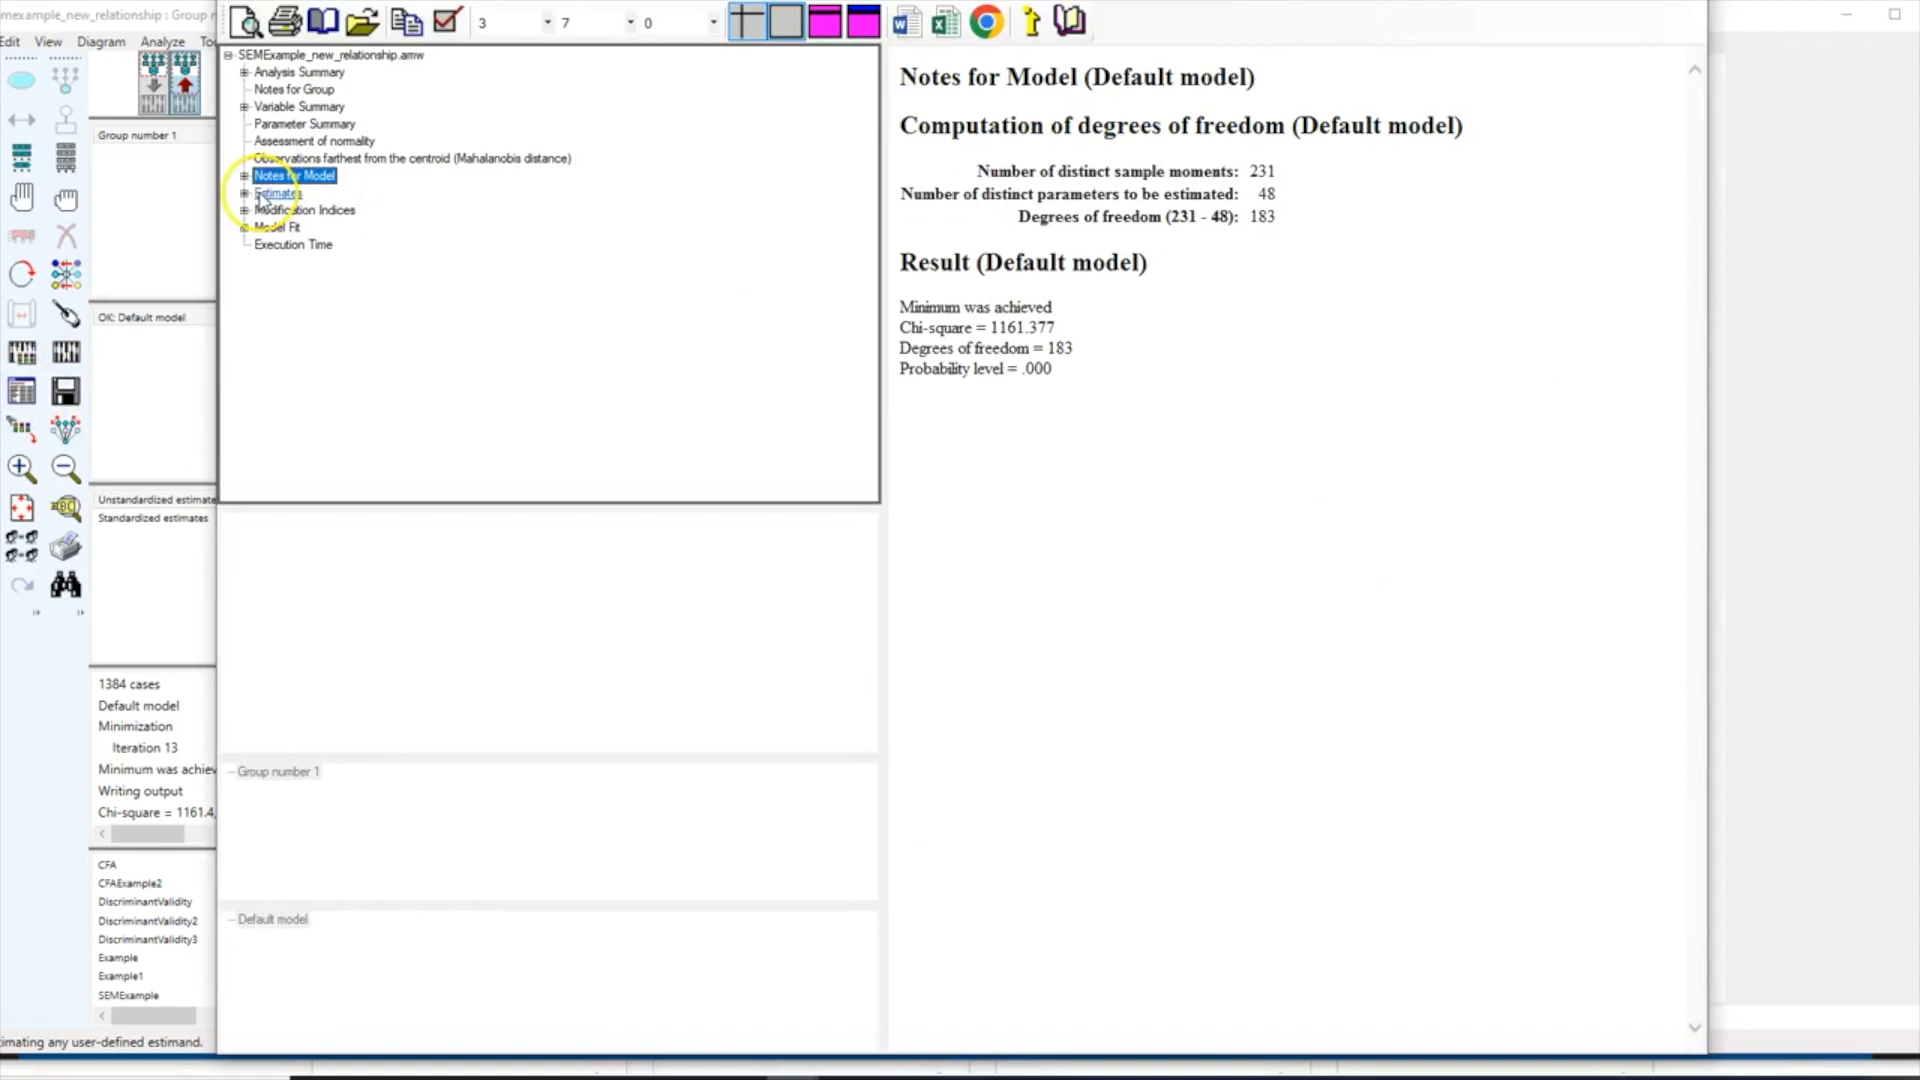 mexample_new_relationship : Group
Edit View Diagram Analyze
Group number 1
OK: Default model
Unstandardized estimate
Standardized estimates
1384 cases
Default model
Minimization
Iteration 13
Minimum was achiev
Writing output
Chi-square = 1161.4,
CFA
CFAExample2
DiscriminantValidity
DiscriminantValidity2
DiscriminantValidity3
Example
Example1
SEMExample
timating any user-defined estimand.
3 7 0
SEMExample_new_relationship.amw
Analysis Summary
Notes for Group
Variable Summary
Parameter Summary
Assessment of normality
Observations farthest from the centroid (Mahalanobis distance)
Notes for Model
Estimates
Modification Indices
Model Fit
Execution Time
Group number 1
Default model
Notes for Model (Default model)
Computation of degrees of freedom (Default model)
Number of distinct sample moments: 231
Number of distinct parameters to be estimated: 48
Degrees of freedom (231 - 48): 183
Result (Default model)
Minimum was achieved
Chi-square = 1161.377
Degrees of freedom = 183
Probability level = .000